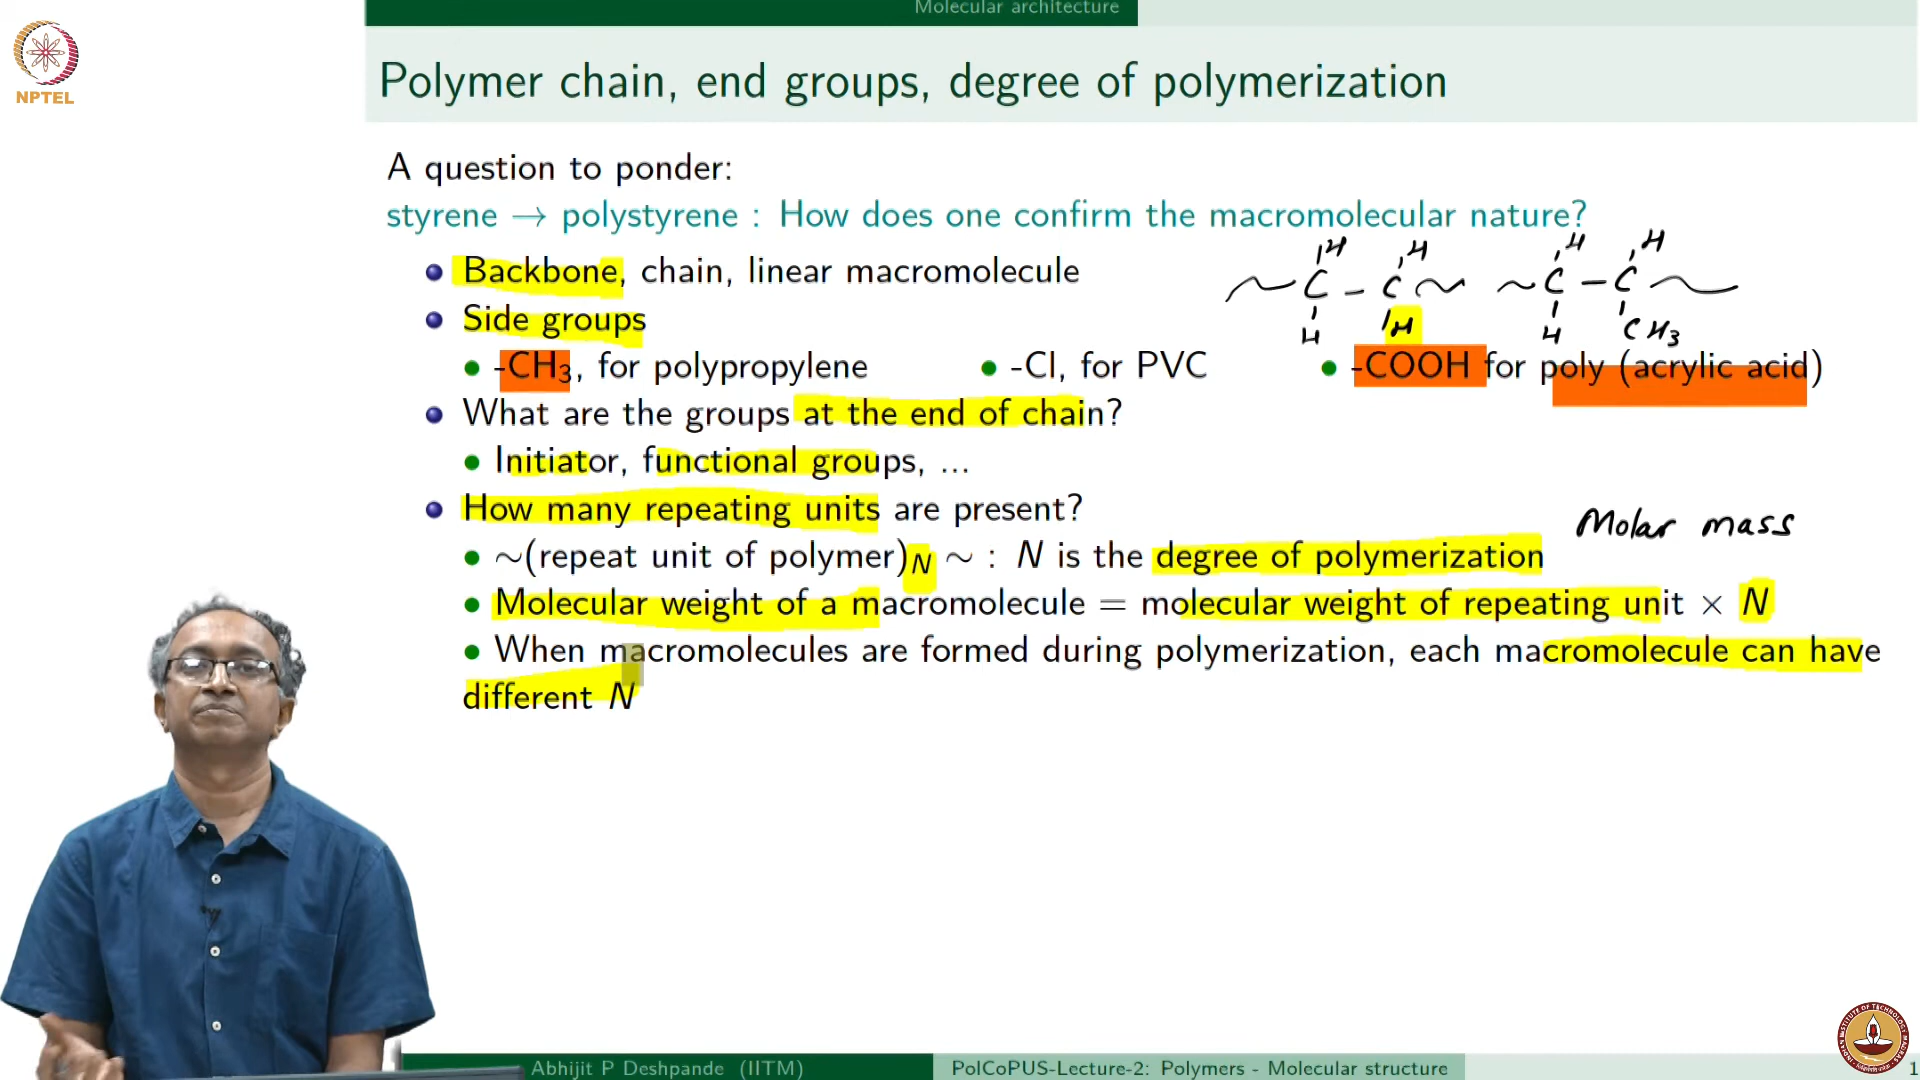 Molecular architecture
NPTEL
Polymer chain, end groups, degree of polymerization
A question to ponder:
styrene → polystyrene : How does one confirm the macromolecular nature?
• Backbone, chain, linear macromolecule
• Side groups
• -CH₃, for polypropylene • -Cl, for PVC • -COOH for poly (acrylic acid)
H H H H
~C - C~ ~C - C~
H H H CH₃
• What are the groups at the end of chain?
• Initiator, functional groups, ...
• How many repeating units are present?
Molar mass
• ~(repeat unit of polymer)N ~ : N is the degree of polymerization
• Molecular weight of a macromolecule = molecular weight of repeating unit × N
• When macromolecules are formed during polymerization, each macromolecule can have
different N
Abhijit P Deshpande (IITM) PolCoPUS-Lecture-2: Polymers - Molecular structure 1